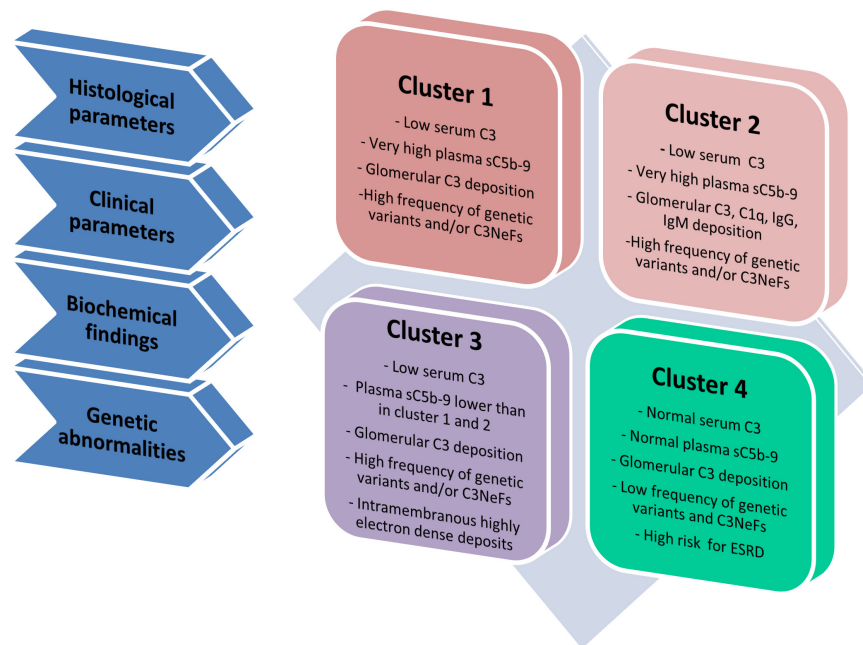 Histological
parameters
Clinical
parameters
Biochemical
findings
Genetic
abnormalities
Cluster 1
- Low serum C3
- Very high plasma sC5b-9
- Glomerular C3 deposition
-High frequency of genetic
variants and/or C3NeFs
Cluster 2
- Low serum C3
- Very high plasma sC5b-9
- Glomerular C3, C1q, IgG,
IgM deposition
-High frequency of genetic
variants and/or C3NeFs
Cluster 3
- Low serum C3
- Plasma sC5b-9 lower than
in cluster 1 and 2
- Glomerular C3 deposition
- High frequency of genetic
variants and/or C3NeFs
- Intramembranous highly
electron dense deposits
Cluster 4
- Normal serum C3
- Normal plasma sC5b-9
- Glomerular C3 deposition
- Low frequency of genetic
variants and C3NeFs
- High risk for ESRD